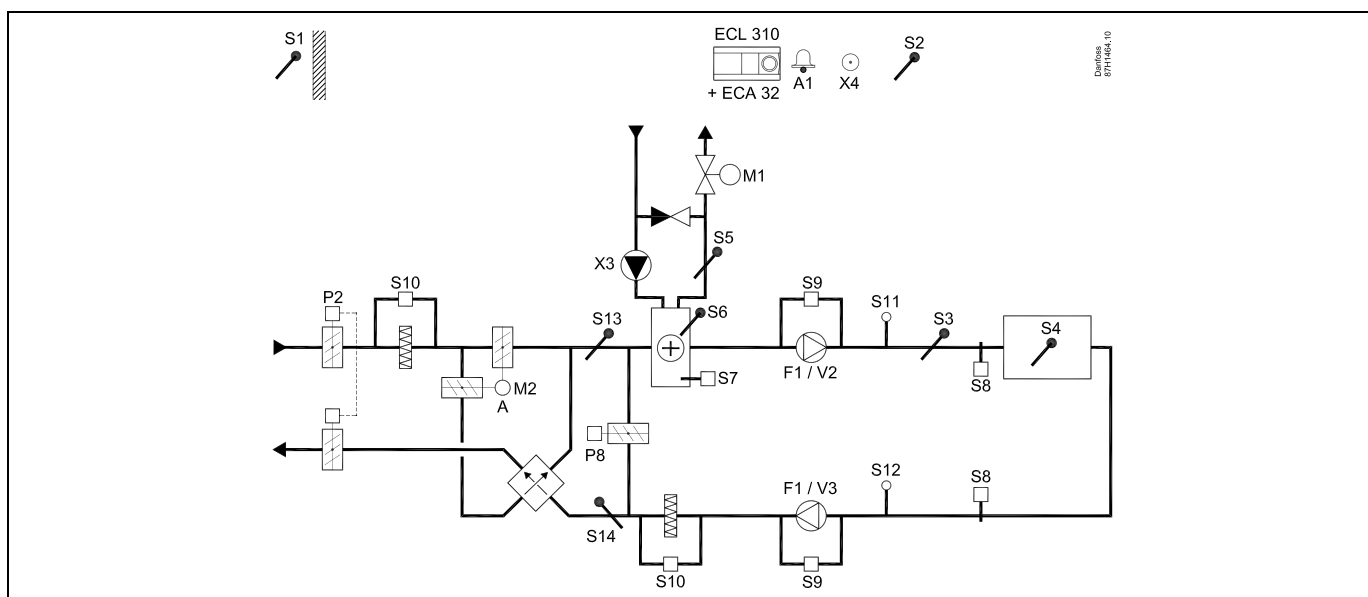 S1
ECL 310
S2
A1
X4
+ ECA 32
Danfoss
87H1464.10
M1
S5
X3
S10
P2
S9
S11
S13
S6
S3
S4
F1 / V2
S7
S8
M2
A
P8
S12
S8
F1 / V3
S14
S10
S9